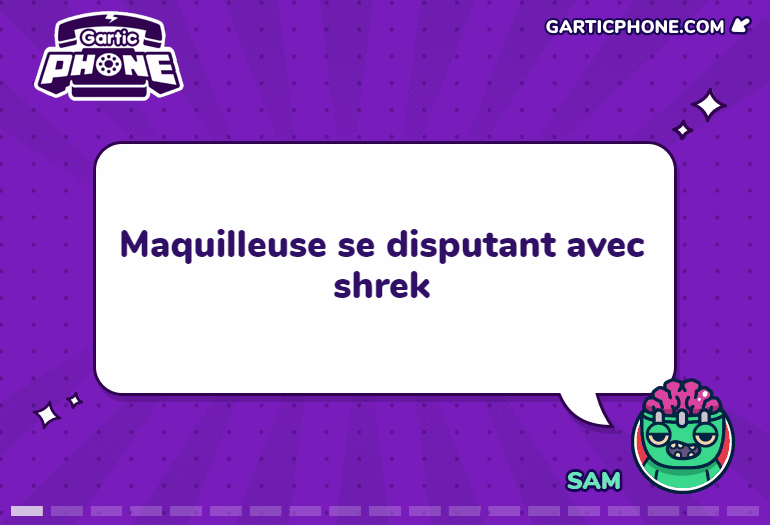 Gartic
PHONE
GARTICPHONE.COM
Maquilleuse se disputant avec
shrek
SAM